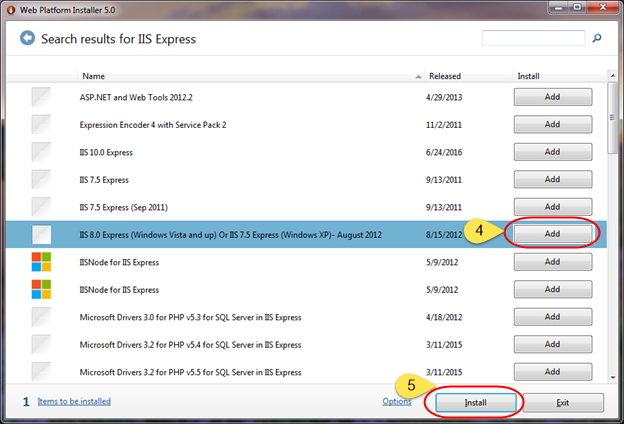 Web Platform Installer 5.0
Search results for IIS Express
Name Released Install
ASP.NET and Web Tools 2012.2 4/29/2013 Add
Expression Encoder 4 with Service Pack 2 11/2/2011 Add
IIS 10.0 Express 6/24/2016 Add
IIS 7.5 Express 9/13/2011 Add
IIS 7.5 Express (Sep 2011) 9/13/2011 Add
IIS 8.0 Express (Windows Vista and up) Or IIS 7.5 Express (Windows XP)- August 2012 8/15/2012 4 Add
IISNode for IIS Express 5/9/2012 Add
IISNode for IIS Express 5/9/2012 Add
Microsoft Drivers 3.0 for PHP v5.3 for SQL Server in IIS Express 4/18/2012 Add
Microsoft Drivers 3.2 for PHP v5.4 for SQL Server in IIS Express 3/11/2015 Add
Microsoft Drivers 3.2 for PHP v5.5 for SQL Server in IIS Express 3/11/2015 Add
5
1 Items to be installed Options Install Exit